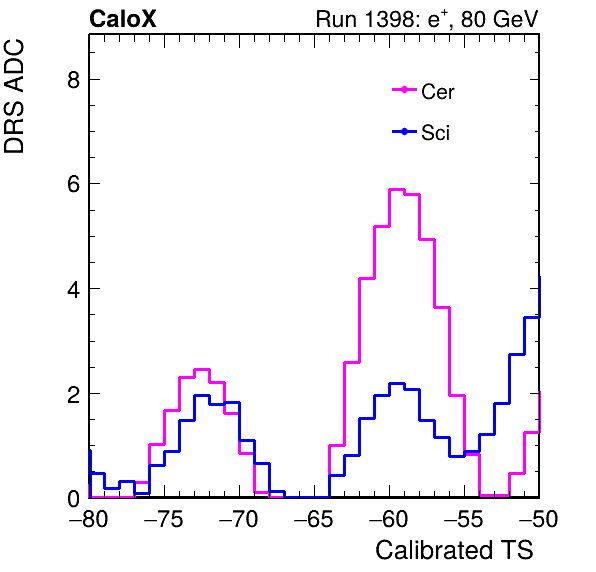 CaloX Run 1398: e⁺, 80 GeV
DRS ADC
8
6
4
2
0
Cer
Sci
−80 −75 −70 −65 −60 −55 −50
Calibrated TS